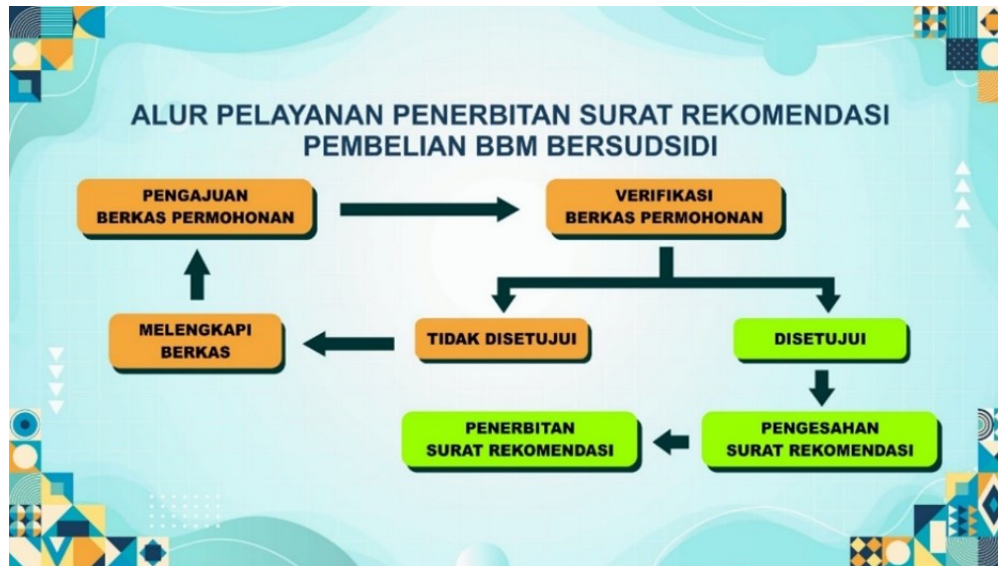 ALUR PELAYANAN PENERBITAN SURAT REKOMENDASI
PEMBELIAN BBM BERSUDSIDI
PENGAJUAN
BERKAS PERMOHONAN
VERIFIKASI
BERKAS PERMOHONAN
MELENGKAPI
BERKAS
TIDAK DISETUJUI
DISETUJUI
PENERBITAN
SURAT REKOMENDASI
PENGESAHAN
SURAT REKOMENDASI